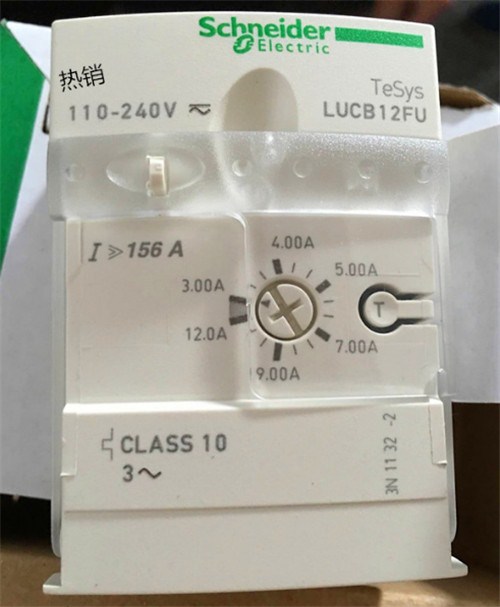 Schneider
Electric
热销
TeSys
110-240V ⎓ LUCB12FU
I ⋟ 156 A
4.00A
3.00A
5.00A
T
12.0A
7.00A
9.00A
CLASS 10
3~
3N 11 32 -2